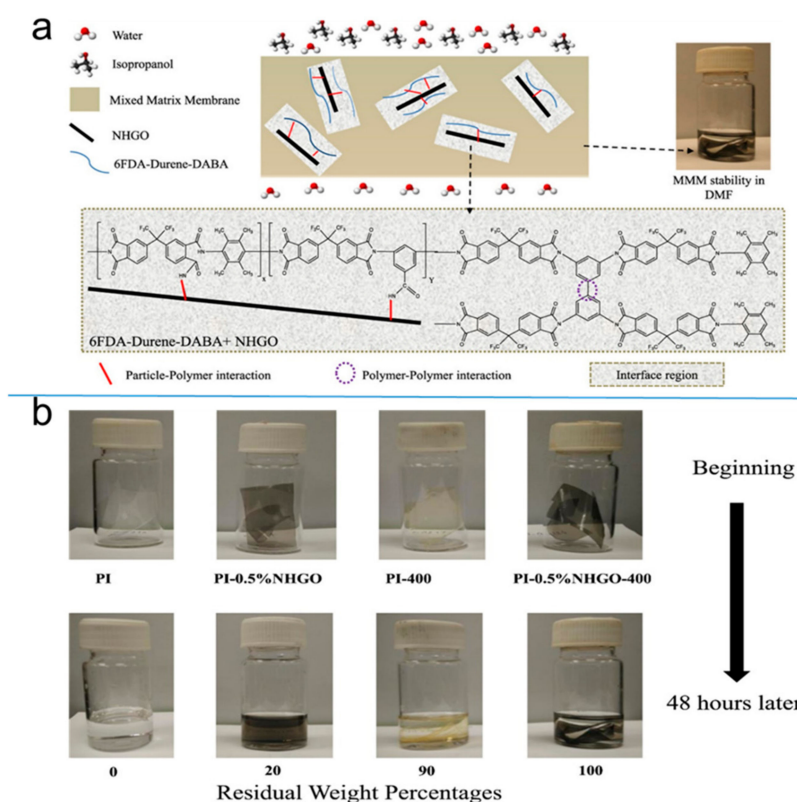 a
Water
Isopropanol
Mixed Matrix Membrane
NHGO
6FDA-Durene-DABA
MMM stability in
DMF
6FDA-Durene-DABA+ NHGO
Particle-Polymer interaction
Polymer-Polymer interaction
Interface region
b
Beginning
PI
PI-0.5%NHGO
PI-400
PI-0.5%NHGO-400
48 hours later
0
20
90
100
Residual Weight Percentages